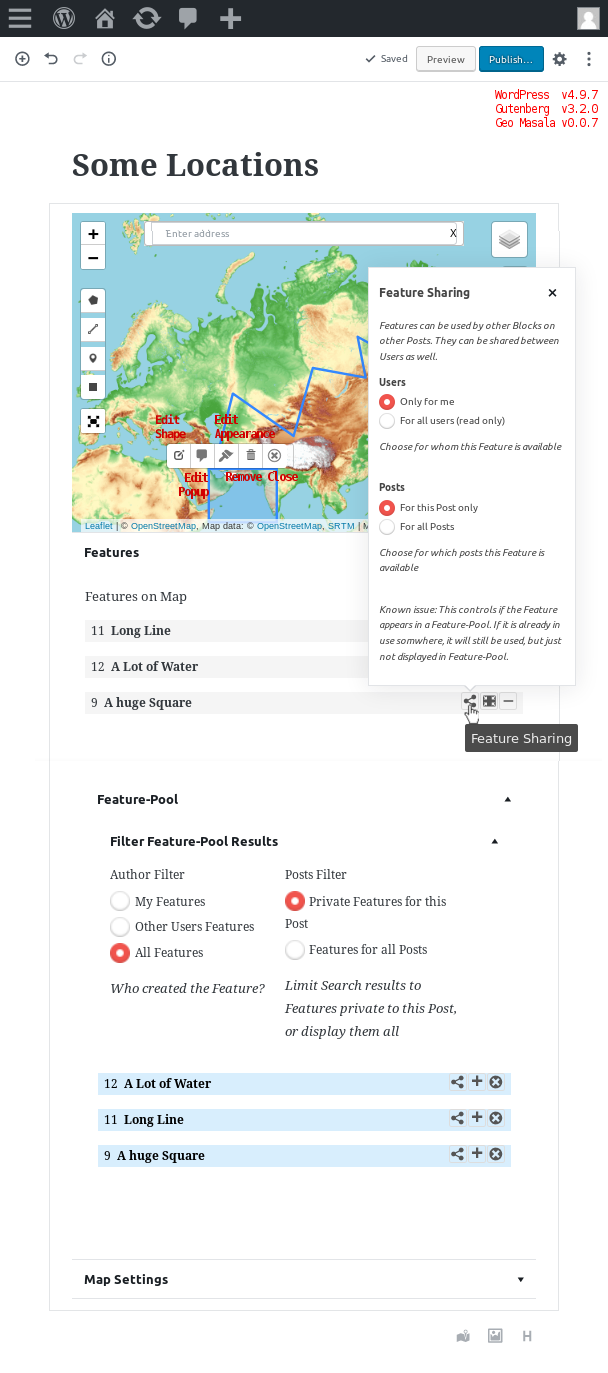 Saved Preview Publish...
WordPress v4.9.7
Gutenberg v3.2.0
Geo Masala v0.0.7
Some Locations
+
−
Enter address X
Edit Shape
Edit Appearance
Edit Popup
Remove Close
Leaflet | © OpenStreetMap, Map data: © OpenStreetMap, SRTM | M
Feature Sharing ×
Features can be used by other Blocks on
other Posts. They can be shared between
Users as well.
Users
Only for me
For all users (read only)
Choose for whom this Feature is available
Posts
For this Post only
For all Posts
Choose for which posts this Feature is
available
Known issue: This controls if the Feature
appears in a Feature-Pool. If it is already in
use somwhere, it will still be used, but just
not displayed in Feature-Pool.
Features
Features on Map
11 Long Line
12 A Lot of Water
9 A huge Square
Feature Sharing
Feature-Pool
Filter Feature-Pool Results
Author Filter
My Features
Other Users Features
All Features
Who created the Feature?
Posts Filter
Private Features for this
Post
Features for all Posts
Limit Search results to
Features private to this Post,
or display them all
12 A Lot of Water
11 Long Line
9 A huge Square
Map Settings
H